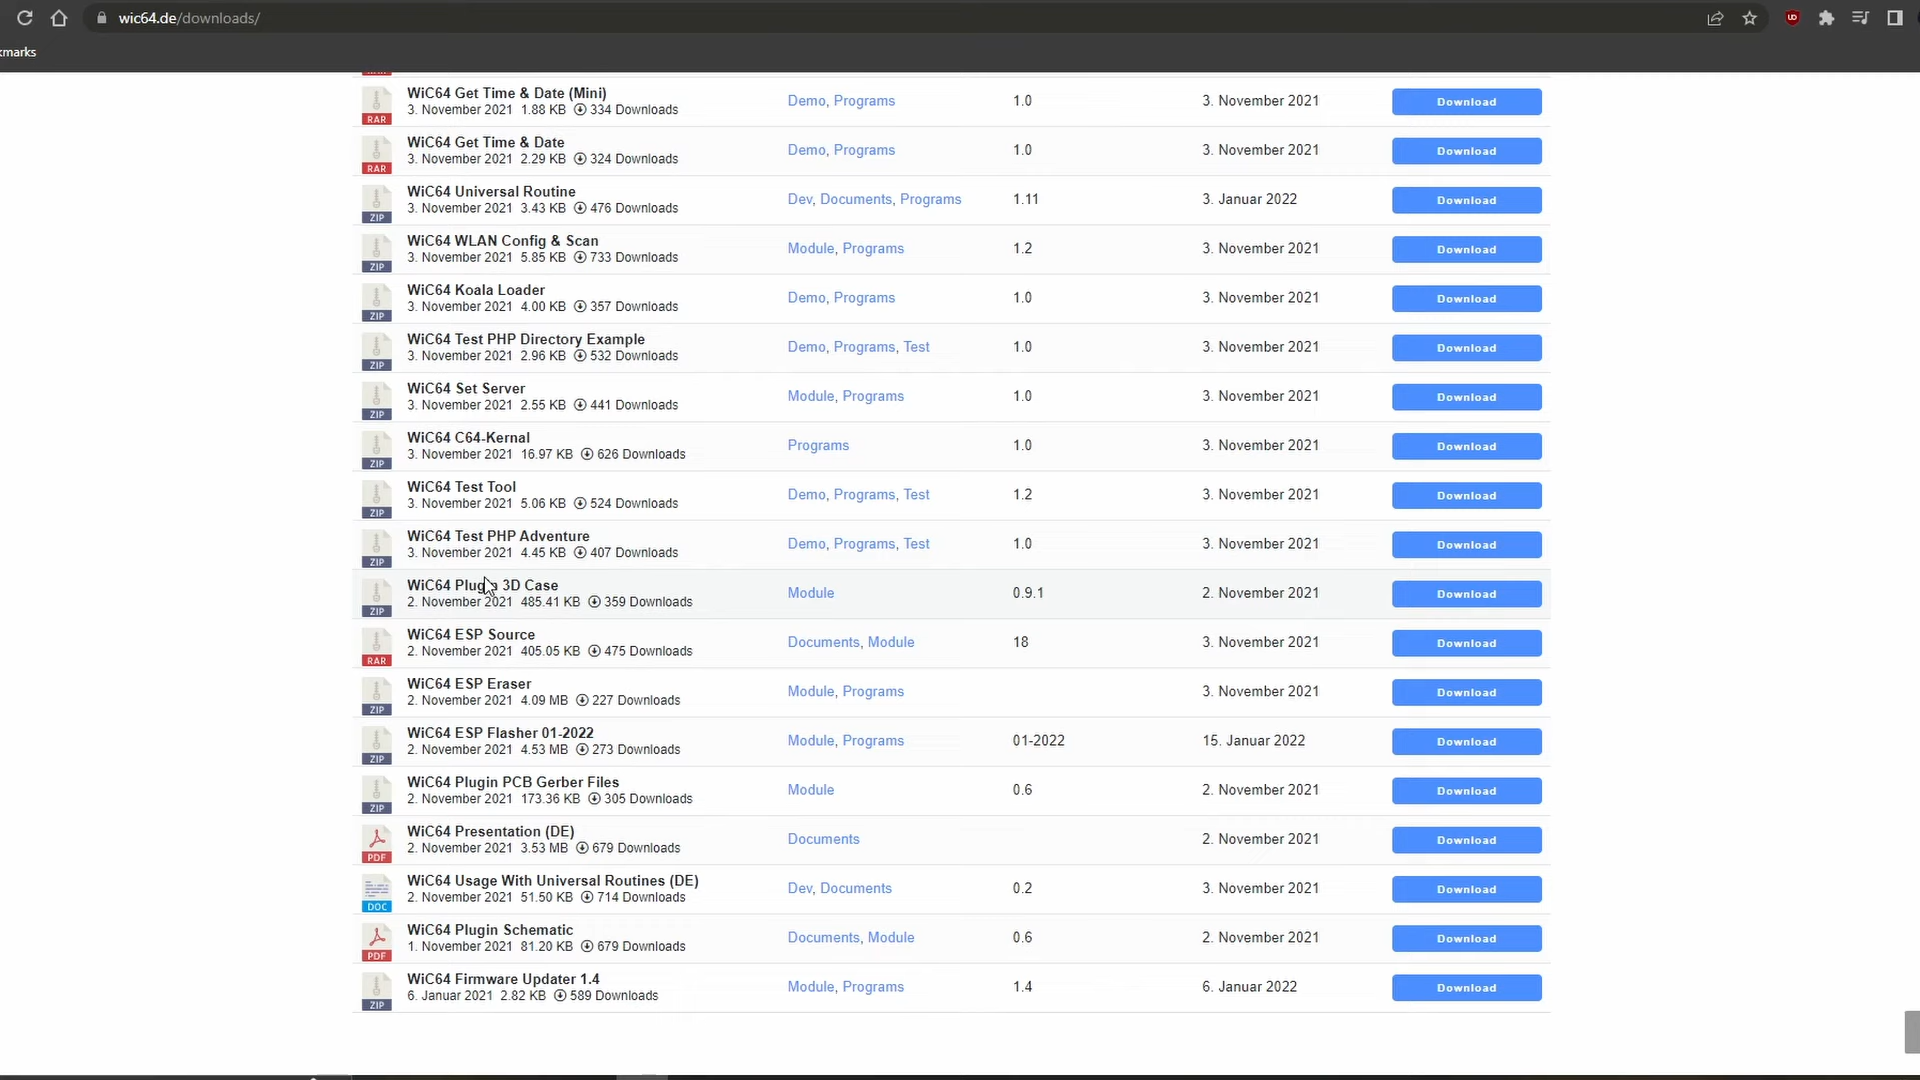 wic64.de/downloads/
kmarks
WiC64 Get Time & Date (Mini)
3. November 2021 1.88 KB 334 Downloads
Demo, Programs
1.0
3. November 2021
Download
RAR
WiC64 Get Time & Date
3. November 2021 2.29 KB 324 Downloads
Demo, Programs
1.0
3. November 2021
Download
RAR
WiC64 Universal Routine
3. November 2021 3.43 KB 476 Downloads
Dev, Documents, Programs
1.11
3. Januar 2022
Download
ZIP
WiC64 WLAN Config & Scan
3. November 2021 5.85 KB 733 Downloads
Module, Programs
1.2
3. November 2021
Download
ZIP
WiC64 Koala Loader
3. November 2021 4.00 KB 357 Downloads
Demo, Programs
1.0
3. November 2021
Download
ZIP
WiC64 Test PHP Directory Example
3. November 2021 2.96 KB 532 Downloads
Demo, Programs, Test
1.0
3. November 2021
Download
ZIP
WiC64 Set Server
3. November 2021 2.55 KB 441 Downloads
Module, Programs
1.0
3. November 2021
Download
ZIP
WiC64 C64-Kernal
3. November 2021 16.97 KB 626 Downloads
Programs
1.0
3. November 2021
Download
ZIP
WiC64 Test Tool
3. November 2021 5.06 KB 524 Downloads
Demo, Programs, Test
1.2
3. November 2021
Download
ZIP
WiC64 Test PHP Adventure
3. November 2021 4.45 KB 407 Downloads
Demo, Programs, Test
1.0
3. November 2021
Download
ZIP
WiC64 Plugin 3D Case
2. November 2021 485.41 KB 359 Downloads
Module
0.9.1
2. November 2021
Download
ZIP
WiC64 ESP Source
2. November 2021 405.05 KB 475 Downloads
Documents, Module
18
3. November 2021
Download
RAR
WiC64 ESP Eraser
2. November 2021 4.09 MB 227 Downloads
Module, Programs
3. November 2021
Download
ZIP
WiC64 ESP Flasher 01-2022
2. November 2021 4.53 MB 273 Downloads
Module, Programs
01-2022
15. Januar 2022
Download
ZIP
WiC64 Plugin PCB Gerber Files
2. November 2021 173.36 KB 305 Downloads
Module
0.6
2. November 2021
Download
ZIP
WiC64 Presentation (DE)
2. November 2021 3.53 MB 679 Downloads
Documents
2. November 2021
Download
PDF
WiC64 Usage With Universal Routines (DE)
2. November 2021 51.50 KB 714 Downloads
Dev, Documents
0.2
3. November 2021
Download
DOC
WiC64 Plugin Schematic
1. November 2021 81.20 KB 679 Downloads
Documents, Module
0.6
2. November 2021
Download
PDF
WiC64 Firmware Updater 1.4
6. Januar 2021 2.82 KB 589 Downloads
Module, Programs
1.4
6. Januar 2022
Download
ZIP